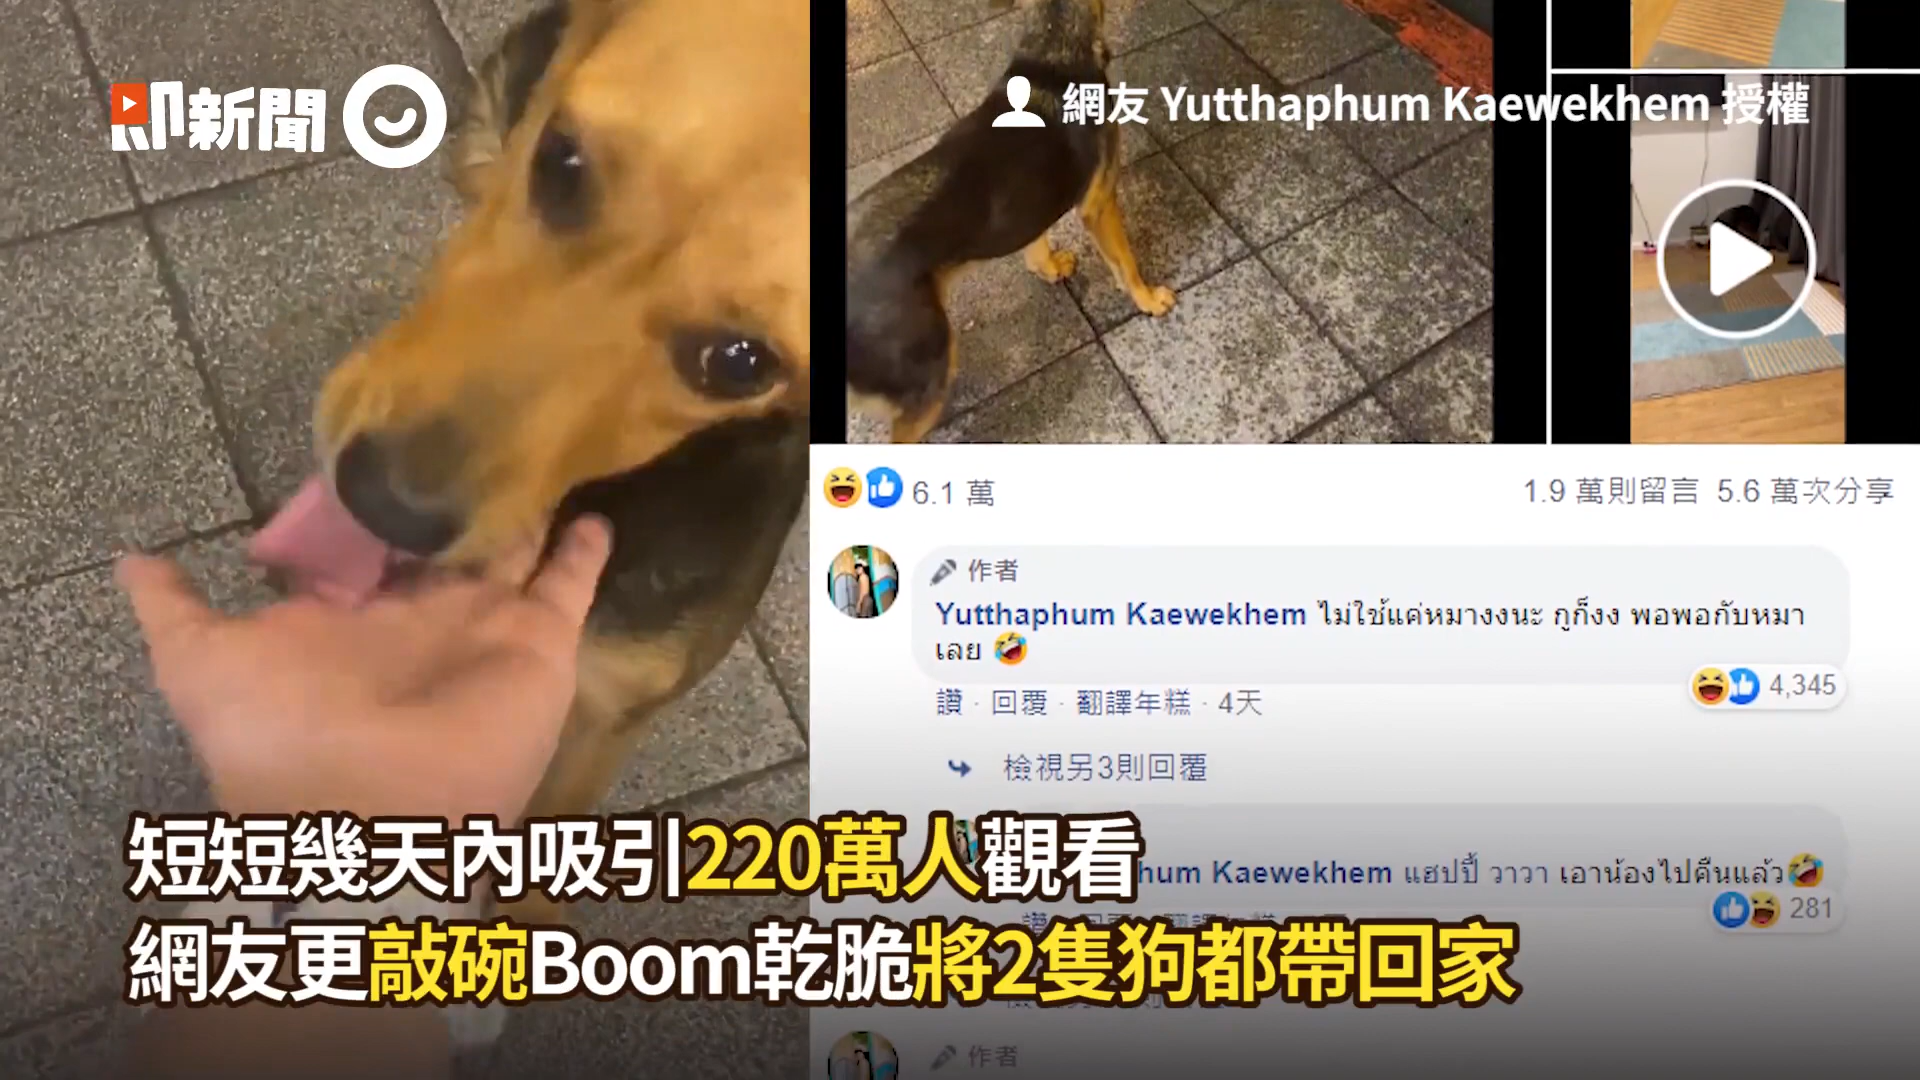 即新聞
網友 Yutthaphum Kaewekhem 授權
6.1 萬
1.9 萬則留言 5.6 萬次分享
作者
Yutthaphum Kaewekhem ไม่ใช้แค่หมางงนะ กูก็งง พอพอกับหมา
เลย
讚 · 回覆 · 翻譯年糕 · 4天
4,345
檢視另3則回覆
hum Kaewekhem แฮปปี้ วาวา เอาน้องไปคืนแล้ว
281
短短幾天內吸引220萬人觀看
網友更敲碗Boom乾脆將2隻狗都帶回家
作者